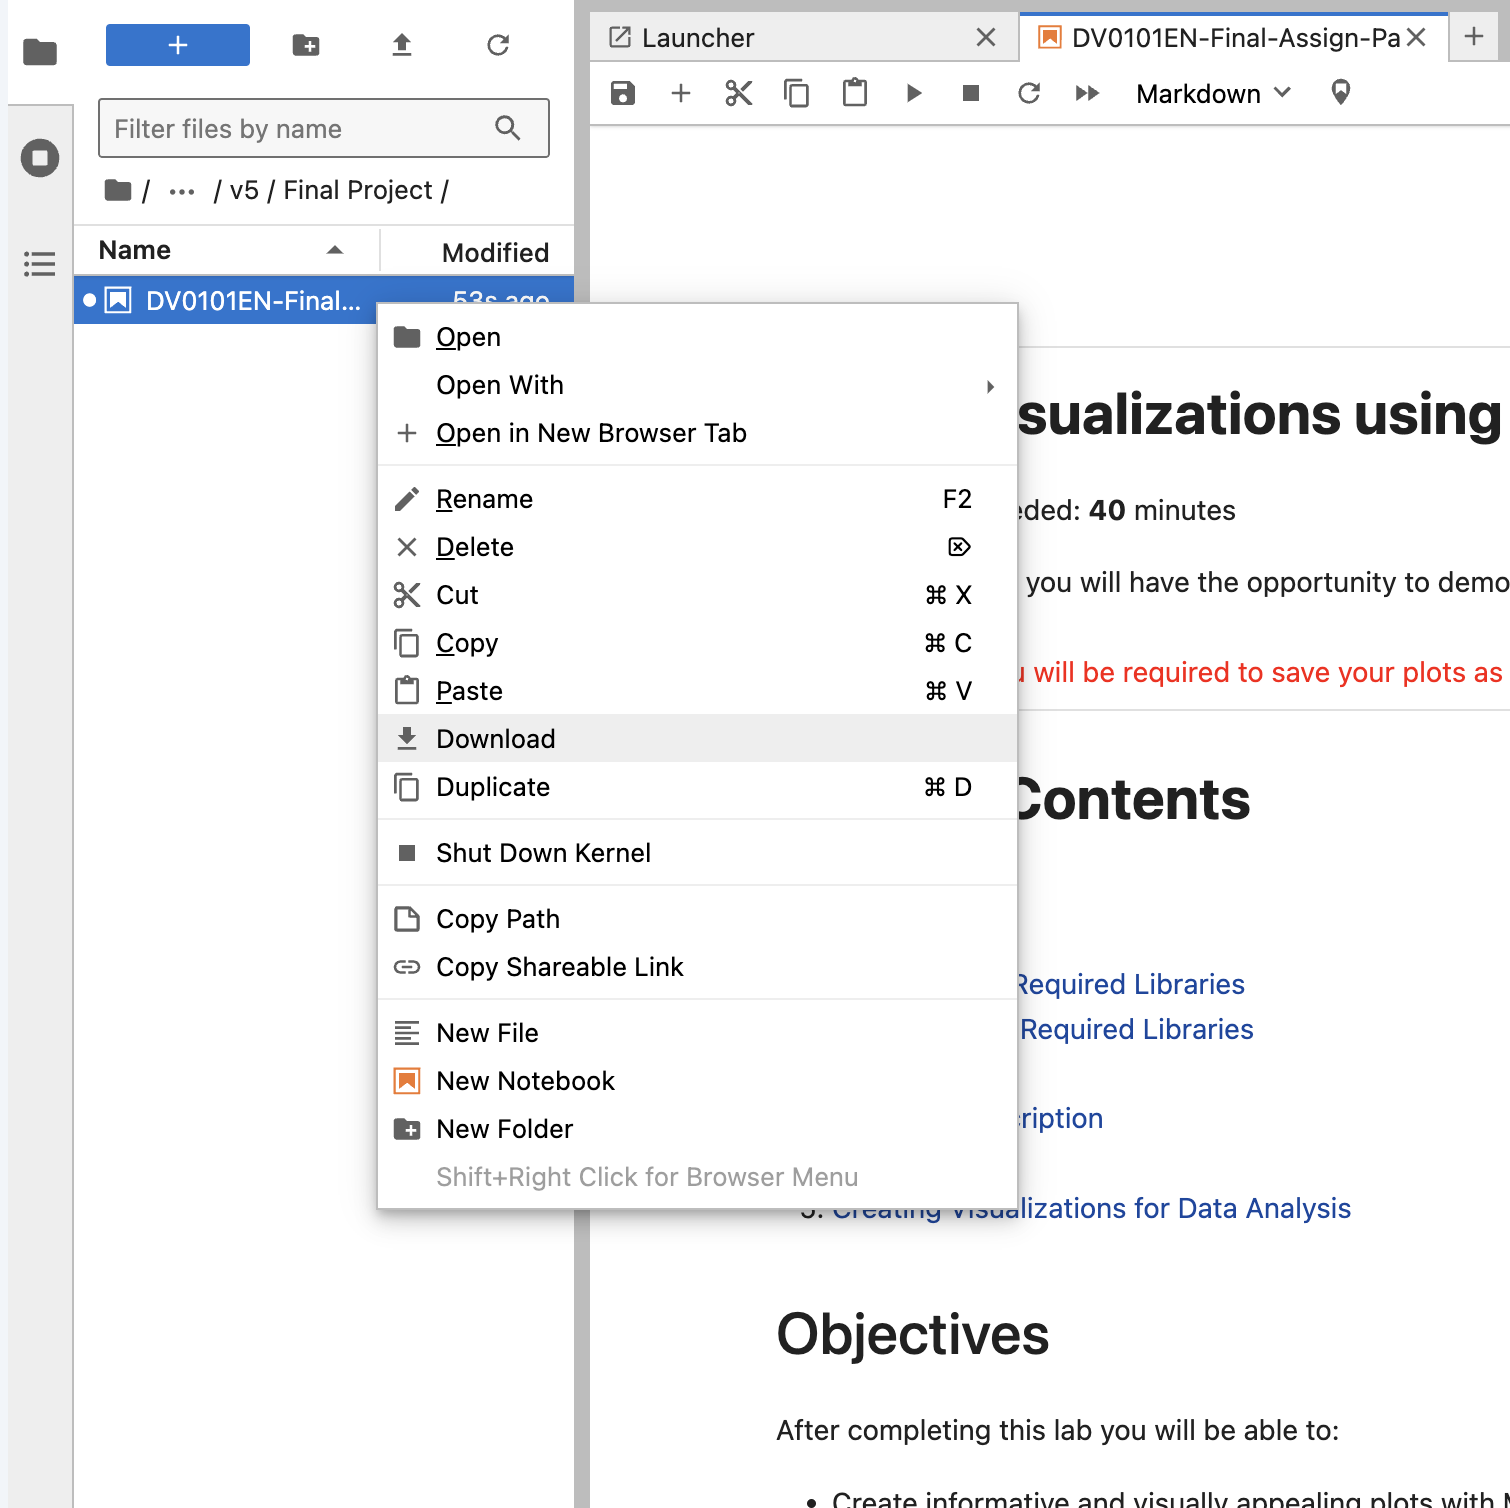 Launcher
DV0101EN-Final-Assign-Pa
Markdown
Filter files by name
/ ... / v5 / Final Project /
Name Modified
DV0101EN-Final... 53s ago
Open
Open With
Open in New Browser Tab
Rename F2
Delete
Cut ⌘ X
Copy ⌘ C
Paste ⌘ V
Download
Duplicate ⌘ D
Shut Down Kernel
Copy Path
Copy Shareable Link
New File
New Notebook
New Folder
Shift+Right Click for Browser Menu
sualizations using
eded: 40 minutes
you will have the opportunity to demo
u will be required to save your plots as
Contents
Required Libraries
Required Libraries
cription
5. Creating Visualizations for Data Analysis
Objectives
After completing this lab you will be able to:
• Create informative and visually appealing plots with